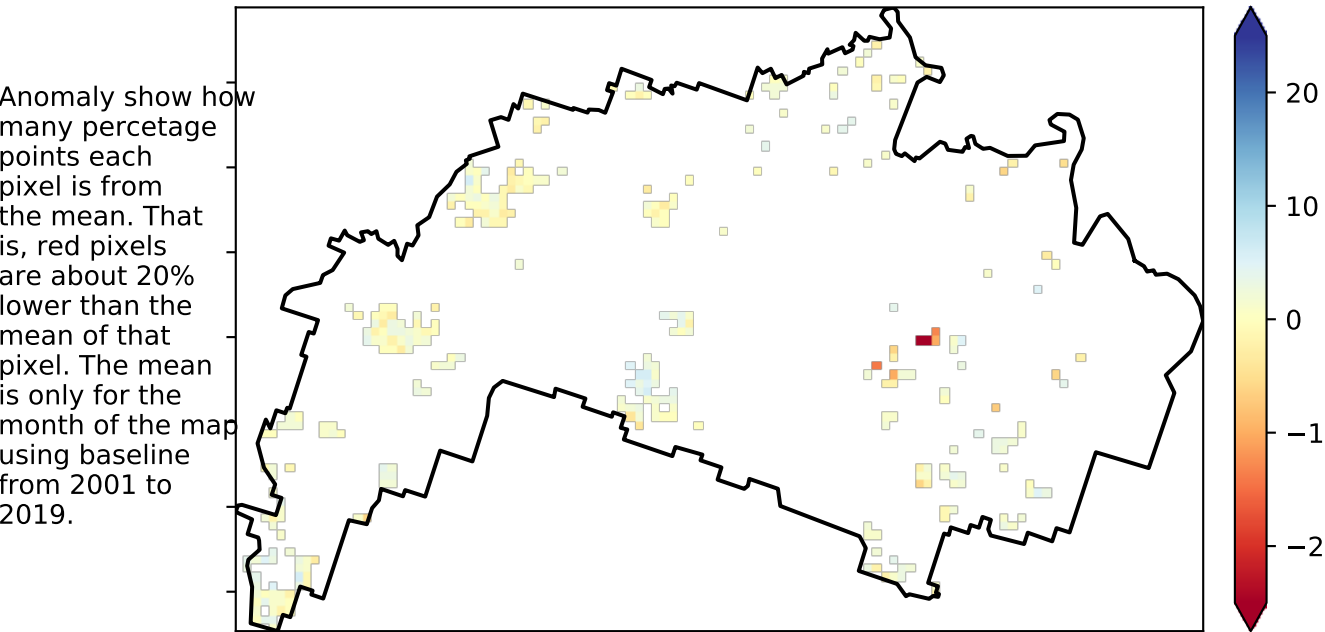 Anomaly show how
many percetage
points each
pixel is from
the mean. That
is, red pixels
are about 20%
lower than the
mean of that
pixel. The mean
is only for the
month of the map
using baseline
from 2001 to
2019.
20
10
0
−1
−2